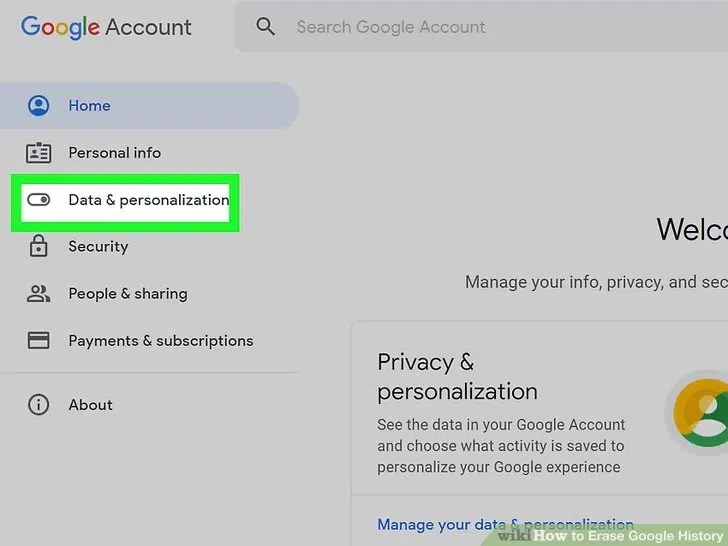 Google Account
Search Google Account
Home
Personal info
Data & personalization
Security
People & sharing
Payments & subscriptions
About
Welco
Manage your info, privacy, and sec
Privacy &
personalization
See the data in your Google Account
and choose what activity is saved to
personalize your Google experience
Manage your data & personalization
wikiHow to Erase Google History